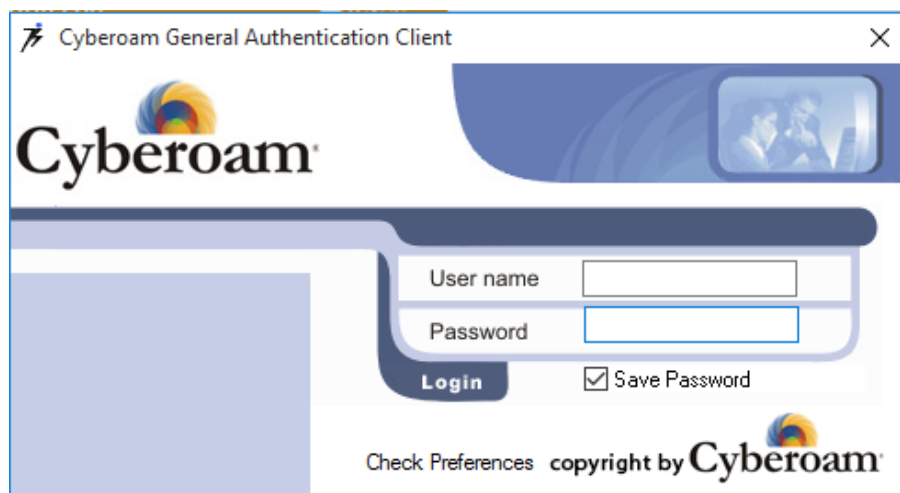 Cyberoam General Authentication Client
Cyberoam
User name
Password
Login
Save Password
Check Preferences copyright by Cyberoam